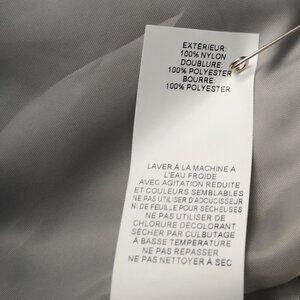 EXTERIEUR:
100% NYLON
DOUBLURE:
100% POLYESTER
BOURRE:
100% POLYESTER
LAVER À LA MACHINE A
L'EAU FROIDE
AVEC AGITATION REDUITE
ET COULEURS SEMBLABLES
NE PAS UTILISER D'ADOUCISSEUR
NI DE FEUILLE POUR SÉCHEUSES
NE PAS UTILISER DE
CHLORURE DÉCOLORANT
SÉCHER PAR CULBUTAGE
À BASSE TEMPÉRATURE
NE PAS REPASSER
NE PAS NETTOYER À SEC